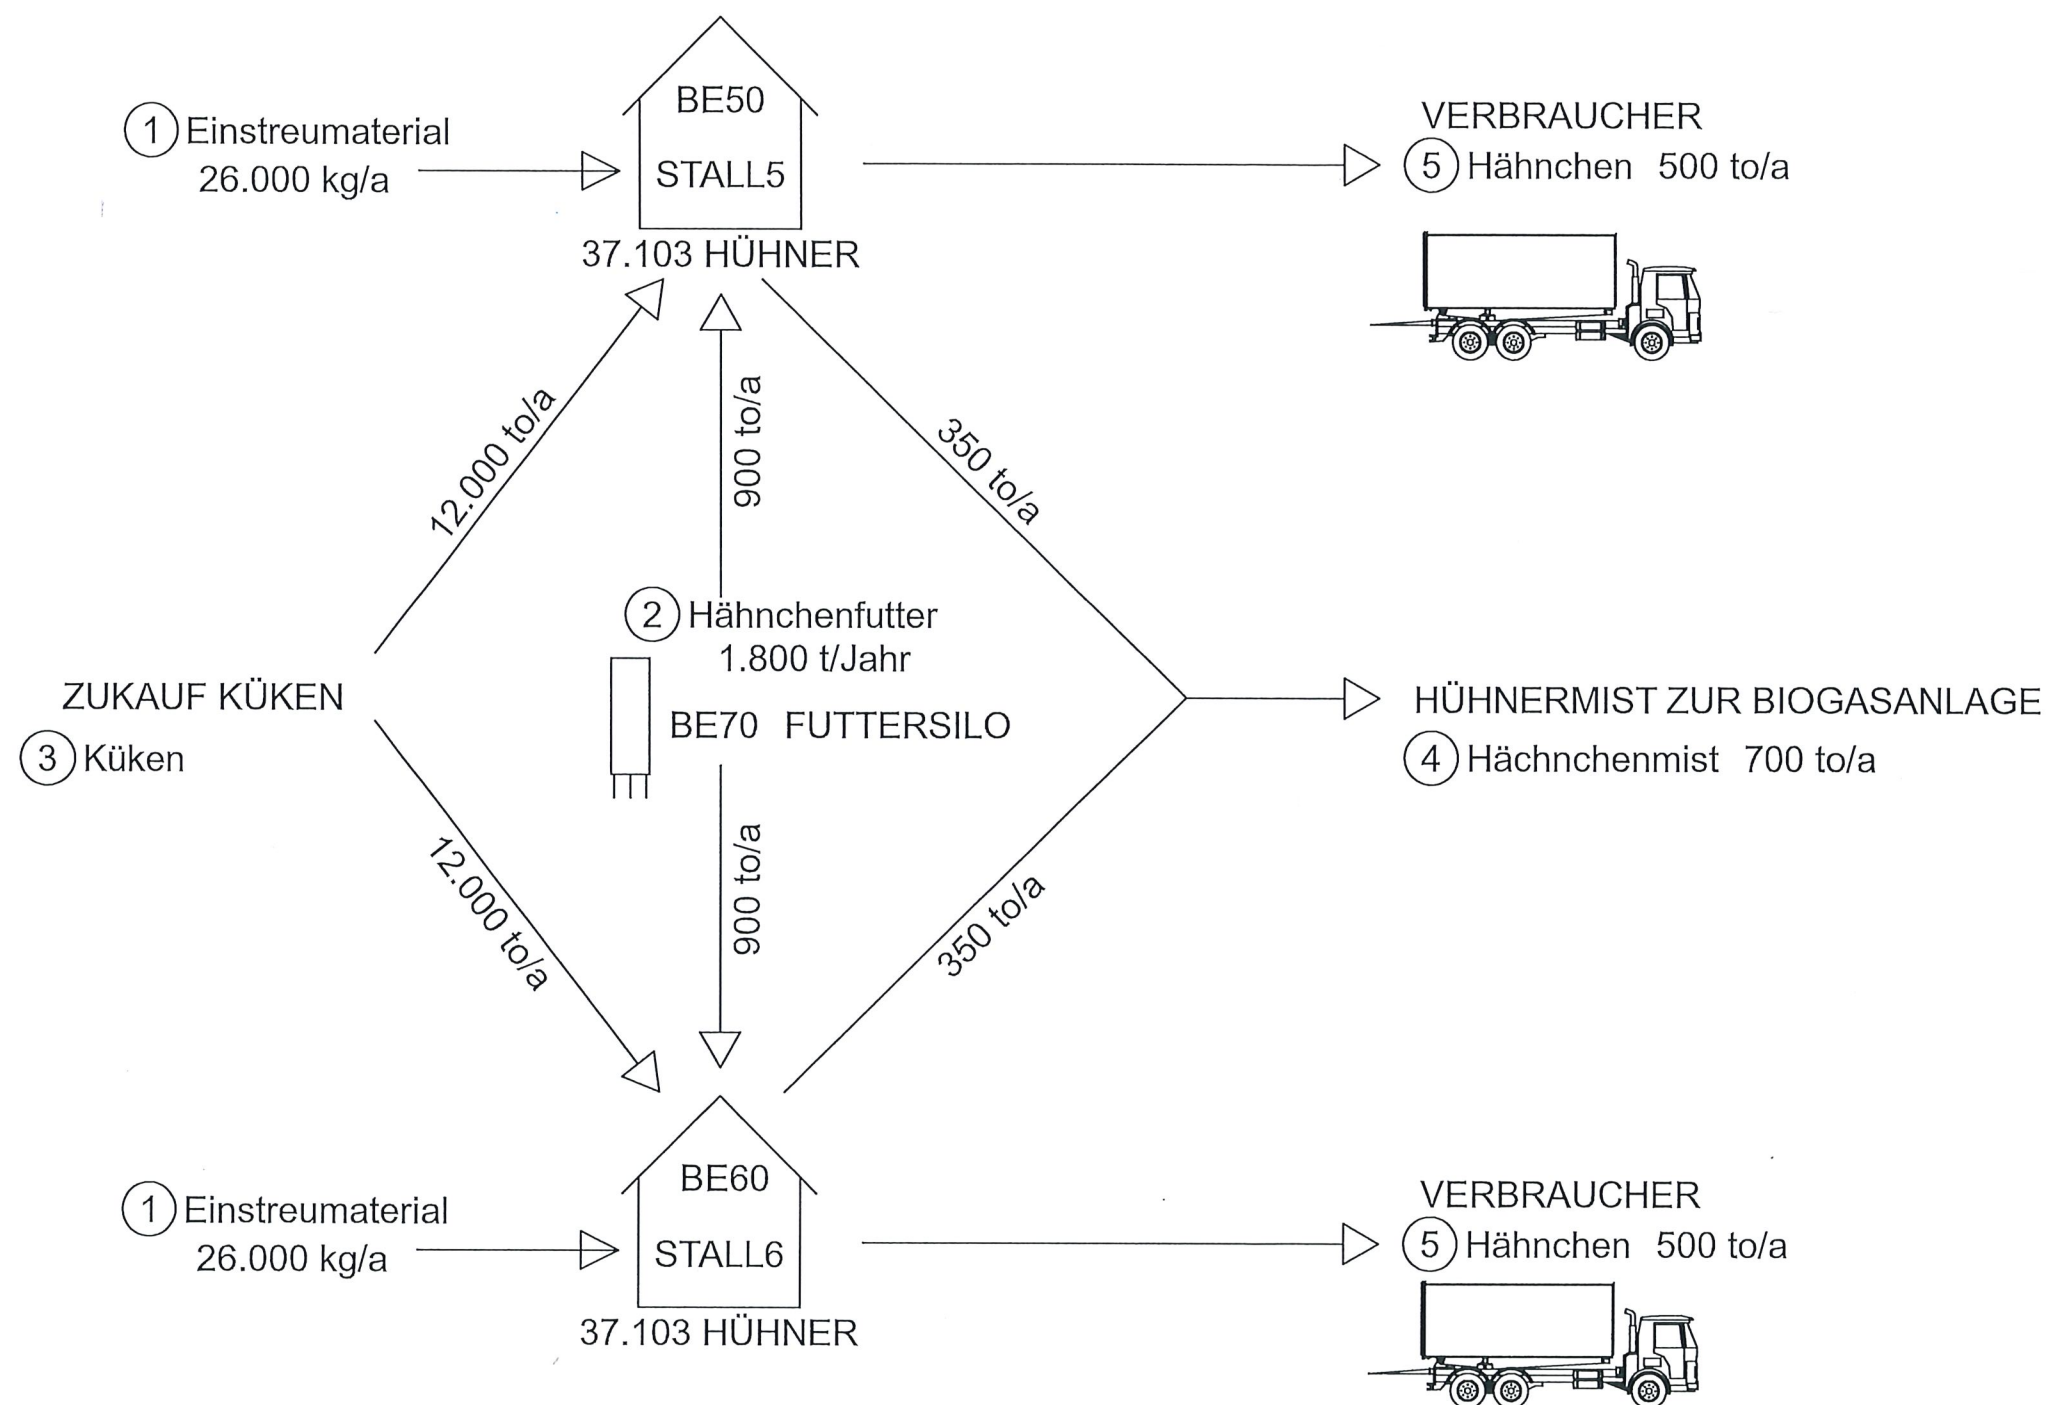 BE50
STALL5
37.103 HÜHNER
1 Einstreumaterial
26.000 kg/a
VERBRAUCHER
5 Hähnchen 500 to/a
12.000 to/a
900 to/a
350 to/a
2 Hähnchenfutter
1.800 t/Jahr
BE70 FUTTERSILO
ZUKAUF KÜKEN
3 Küken
HÜHNERMIST ZUR BIOGASANLAGE
4 Hächnchenmist 700 to/a
12.000 to/a
900 to/a
350 to/a
BE60
STALL6
37.103 HÜHNER
1 Einstreumaterial
26.000 kg/a
VERBRAUCHER
5 Hähnchen 500 to/a